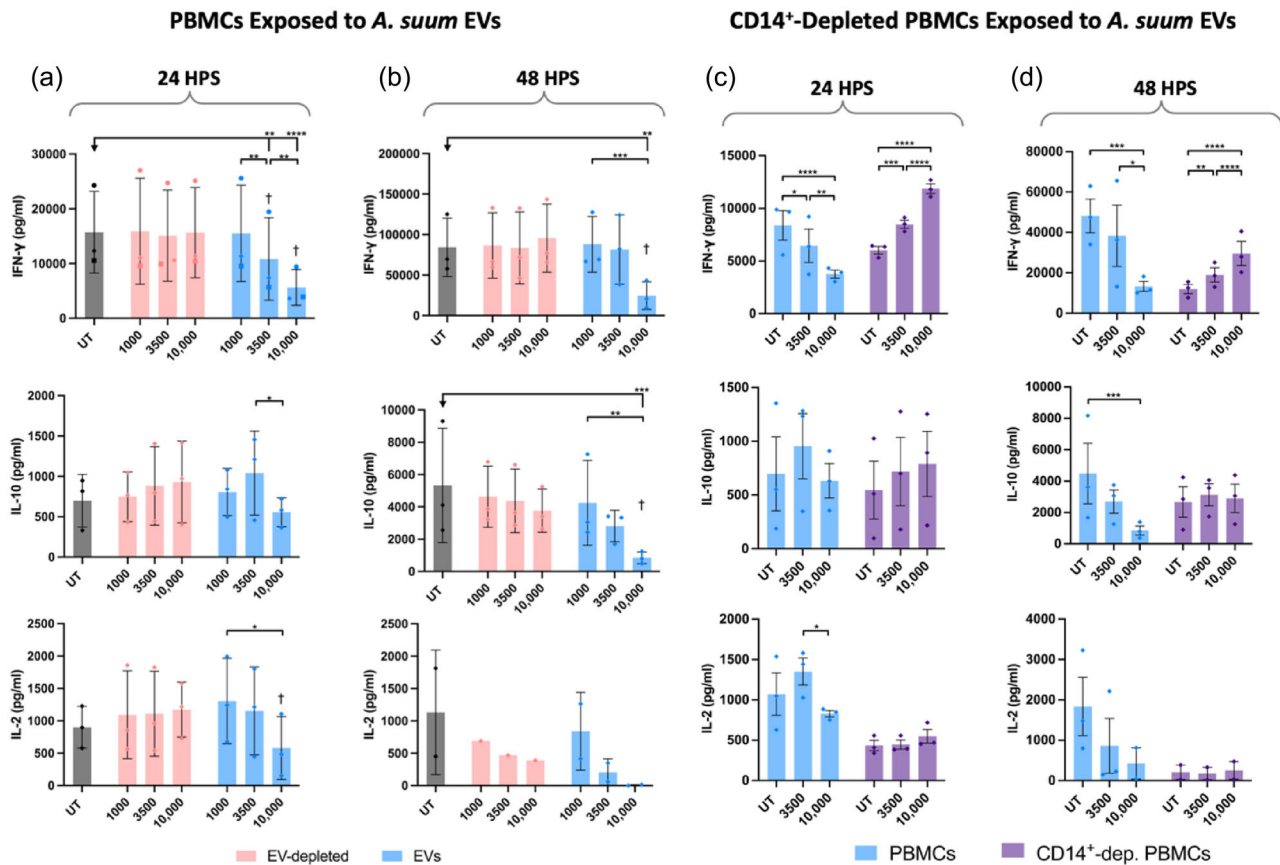 PBMCs Exposed to A. suum EVs
CD14+-Depleted PBMCs Exposed to A. suum EVs
(a)
24 HPS
(b)
48 HPS
(c)
24 HPS
(d)
48 HPS
** ****
** **
† †
30000
20000
10000
0
IFN-γ (pg/ml)
UT 1000 3500 10,000 1000 3500 10,000
**
***
†
200000
150000
100000
50000
0
IFN-γ (pg/ml)
UT 1000 3500 10,000 1000 3500 10,000
**** ****
* ** *** ****
15000
10000
5000
0
IFN-γ (pg/ml)
UT 3500 10,000 UT 3500 10,000
*** ****
* ** ****
80000
60000
40000
20000
0
IFN-γ (pg/ml)
UT 3500 10,000 UT 3500 10,000
*
2000
1500
1000
500
0
IL-10 (pg/ml)
UT 1000 3500 10,000 1000 3500 10,000
***
**
†
10000
8000
6000
4000
2000
0
IL-10 (pg/ml)
UT 1000 3500 10,000 1000 3500 10,000
1500
1000
500
0
IL-10 (pg/ml)
UT 3500 10,000 UT 3500 10,000
***
10000
8000
6000
4000
2000
0
IL-10 (pg/ml)
UT 3500 10,000 UT 3500 10,000
*
†
2500
2000
1500
1000
500
0
IL-2 (pg/ml)
UT 1000 3500 10,000 1000 3500 10,000
2500
2000
1500
1000
500
0
IL-2 (pg/ml)
UT 1000 3500 10,000 1000 3500 10,000
*
2000
1500
1000
500
0
IL-2 (pg/ml)
UT 3500 10,000 UT 3500 10,000
4000
3000
2000
1000
0
IL-2 (pg/ml)
UT 3500 10,000 UT 3500 10,000
EV-depleted EVs
PBMCs CD14+-dep. PBMCs